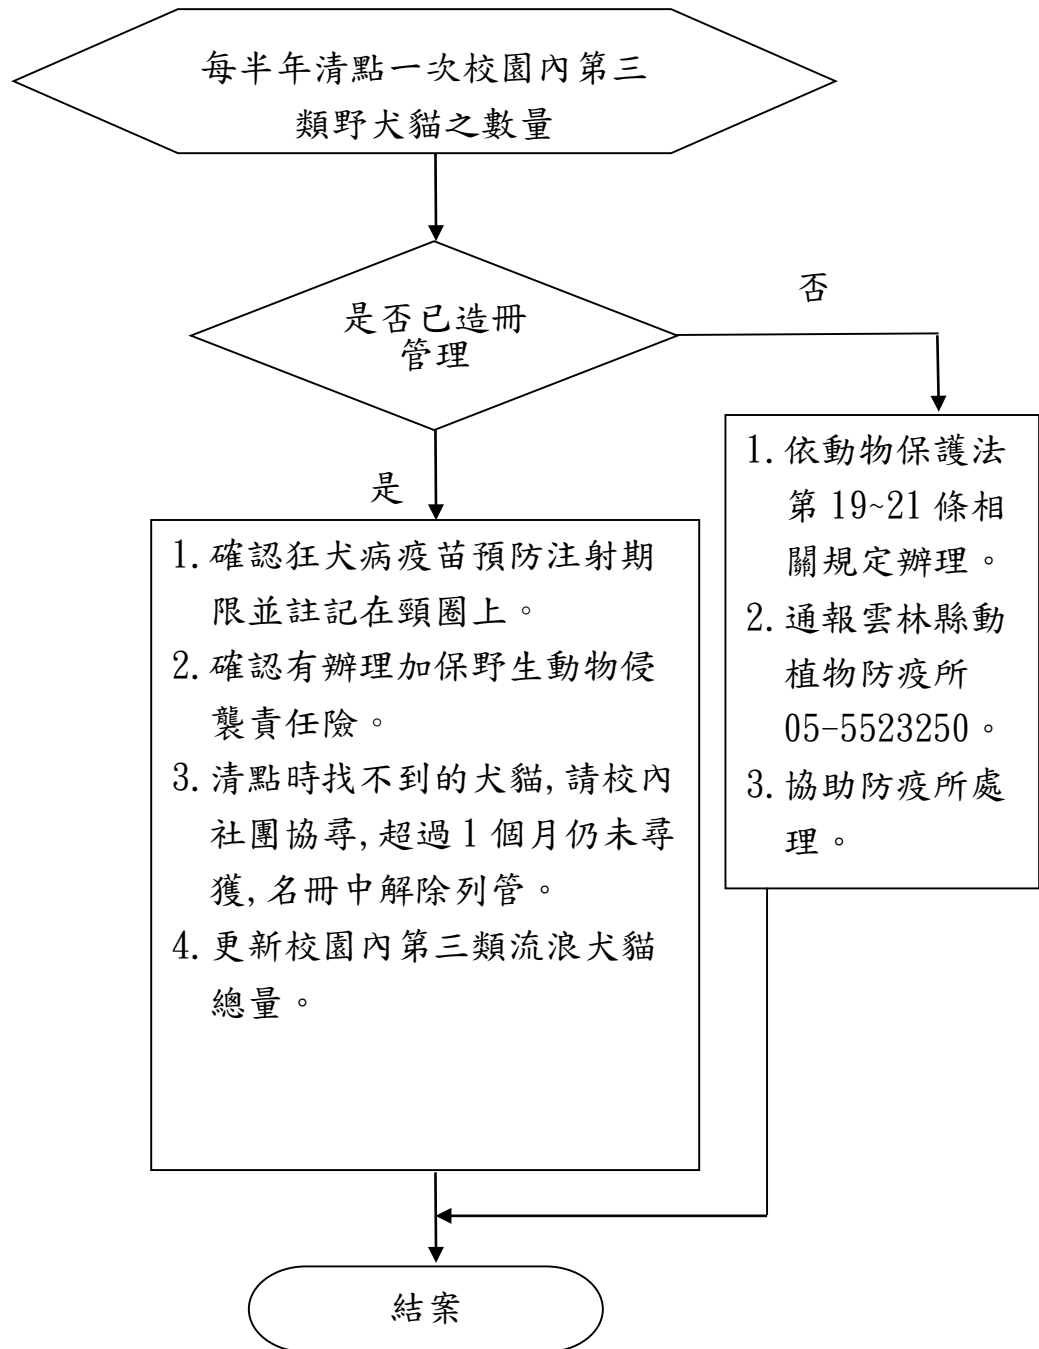 每半年清點一次校園內第三
類野犬貓之數量
是否已造冊
管理
否
是
1. 確認狂犬病疫苗預防注射期
限並註記在頸圈上。
2. 確認有辦理加保野生動物侵
襲責任險。
3. 清點時找不到的犬貓,請校內
社團協尋,超過 1 個月仍未尋
獲,名冊中解除列管。
4. 更新校園內第三類流浪犬貓
總量。
1. 依動物保護法
第 19~21 條相
關規定辦理。
2. 通報雲林縣動
植物防疫所
05-5523250。
3. 協助防疫所處
理。
結案